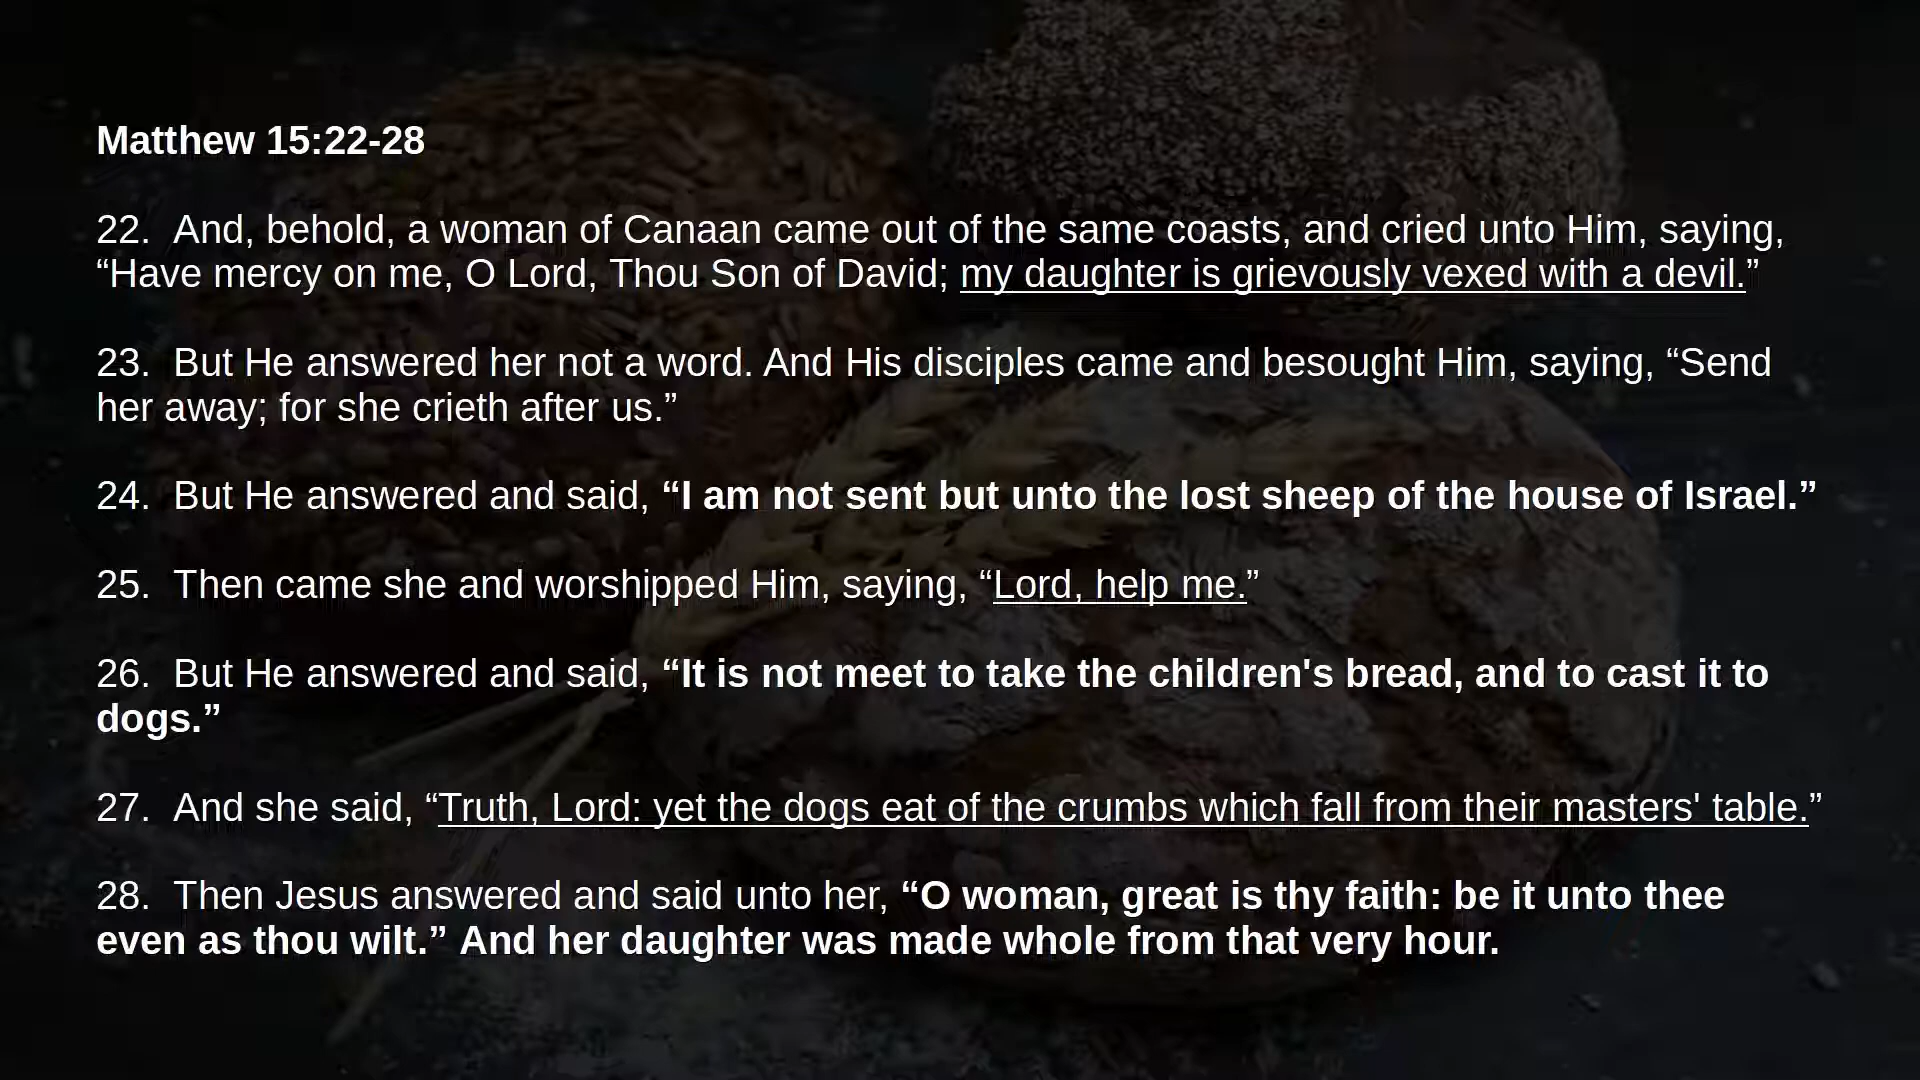 Matthew 15:22-28
22.  And, behold, a woman of Canaan came out of the same coasts, and cried unto Him, saying,
“Have mercy on me, O Lord, Thou Son of David; my daughter is grievously vexed with a devil.”
23.  But He answered her not a word. And His disciples came and besought Him, saying, “Send
her away; for she crieth after us.”
24.  But He answered and said, “I am not sent but unto the lost sheep of the house of Israel.”
25.  Then came she and worshipped Him, saying, “Lord, help me.”
26.  But He answered and said, “It is not meet to take the children's bread, and to cast it to
dogs.”
27.  And she said, “Truth, Lord: yet the dogs eat of the crumbs which fall from their masters' table.”
28.  Then Jesus answered and said unto her, “O woman, great is thy faith: be it unto thee
even as thou wilt.” And her daughter was made whole from that very hour.